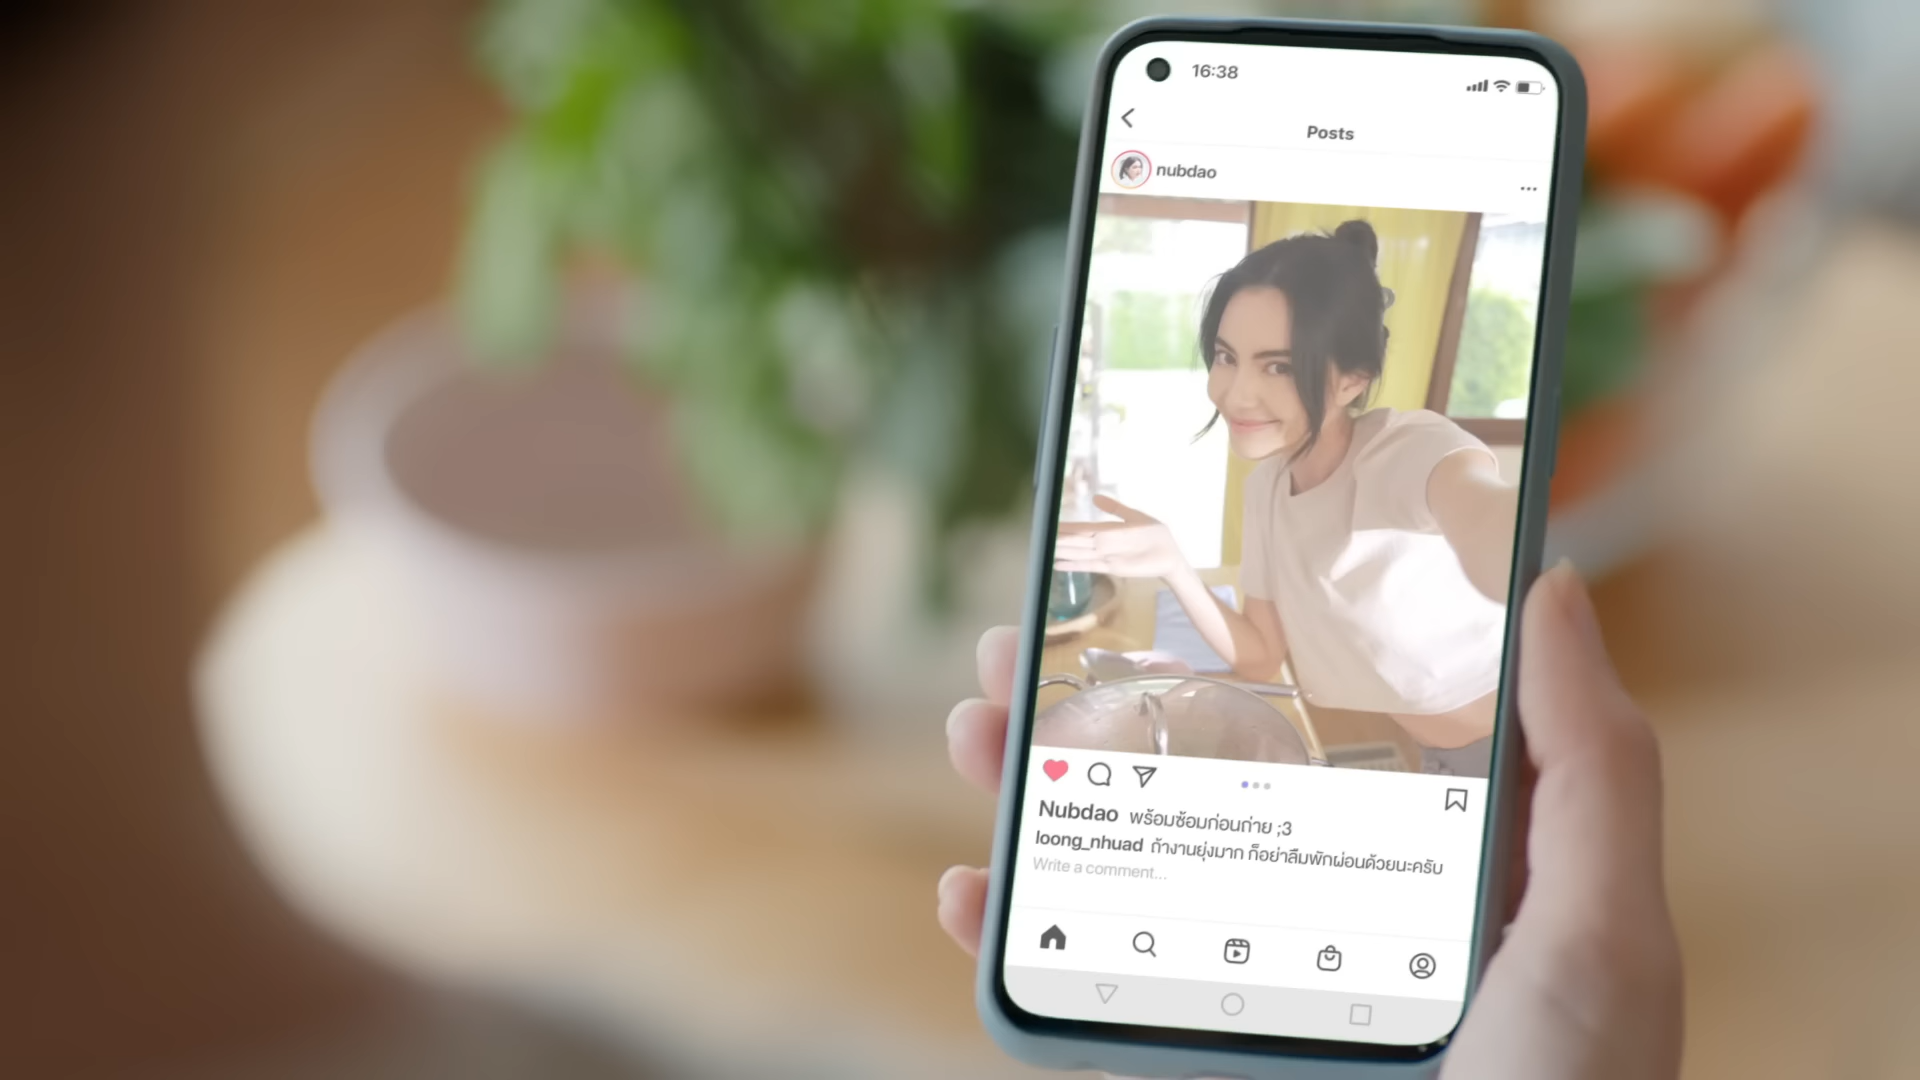 16:38
Posts
nubdao
Nubdao พร้อมซ้อมก่อนถ่าย ;3
loong_nhuad ถ้างานยุ่งมาก ก็อย่าลืมพักผ่อนด้วยนะครับ
Write a comment...